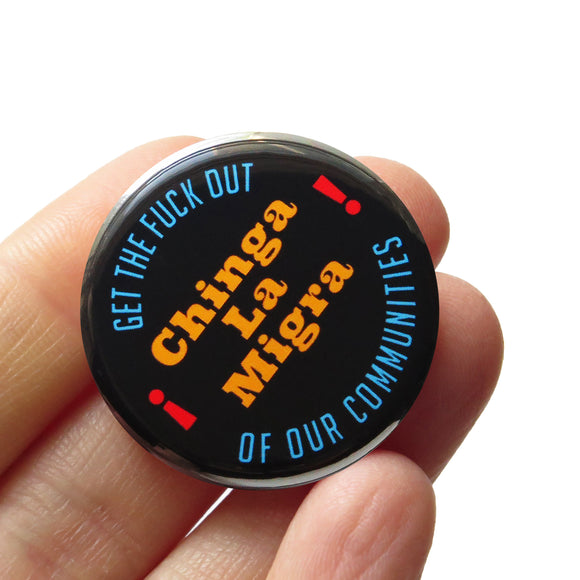 GET THE FUCK OUT
¡
Chinga
La
Migra
!
OF OUR COMMUNITIES